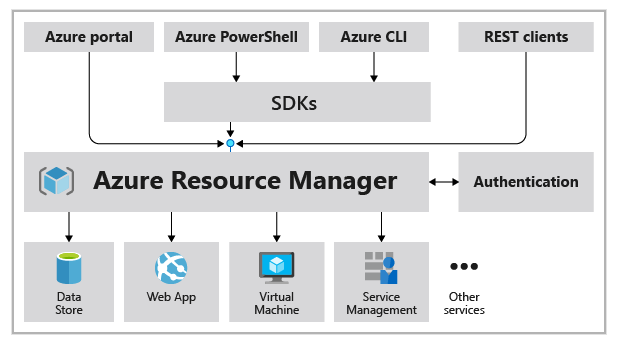 Azure portal
Azure PowerShell
Azure CLI
REST clients
SDKs
Azure Resource Manager
Authentication
Data
Store
Web App
Virtual
Machine
Service
Management
Other
services